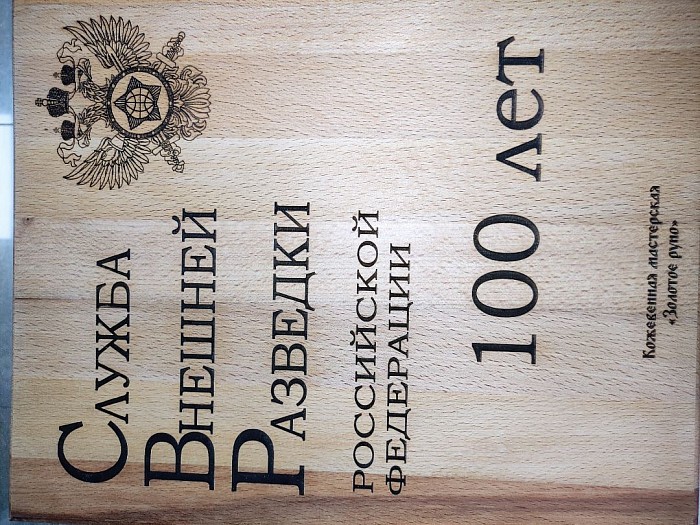 Служба
Внешней
Разведки
Российской
Федерации
100 лет
Кожевенная мастерская
«Золотое руно»